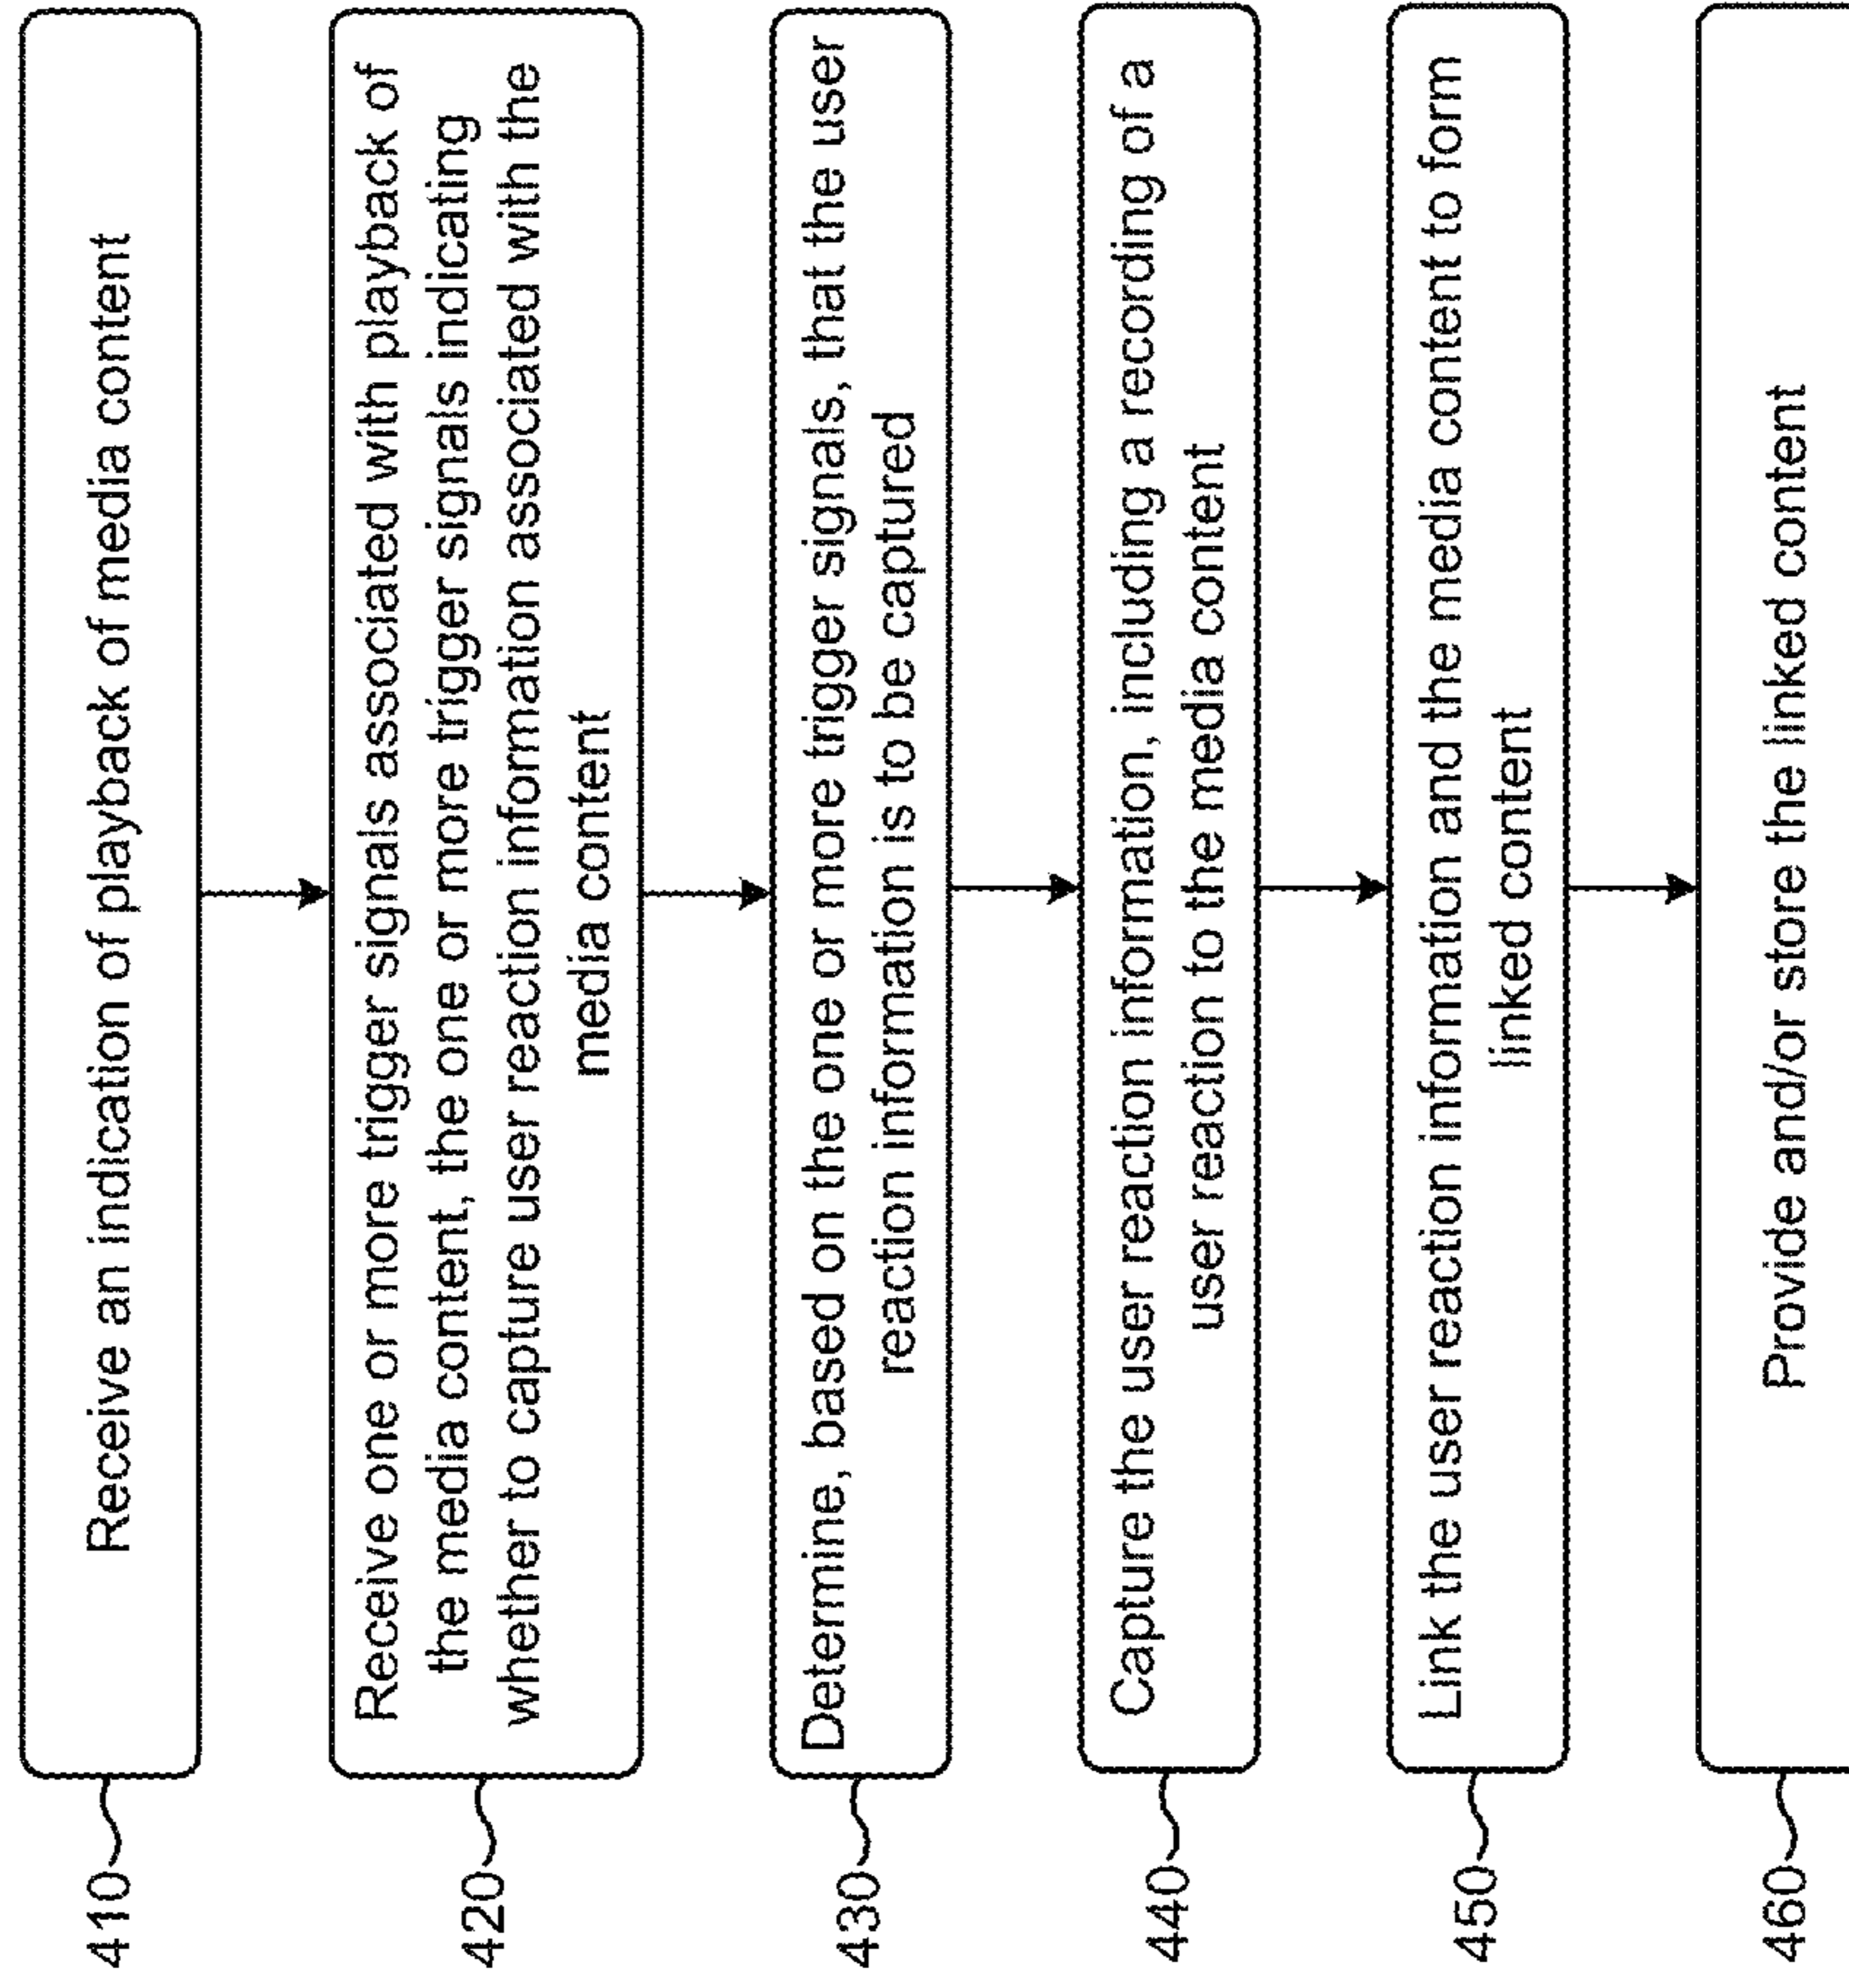 410
Receive an indication of playback of media content
420
Receive one or more trigger signals associated with playback of
the media content, the one or more trigger signals indicating
whether to capture user reaction information associated with the
media content
430
Determine, based on the one or more trigger signals, that the user
reaction information is to be captured
440
Capture the user reaction information, including a recording of a
user reaction to the media content
450
Link the user reaction information and the media content to form
linked content
460
Provide and/or store the linked content